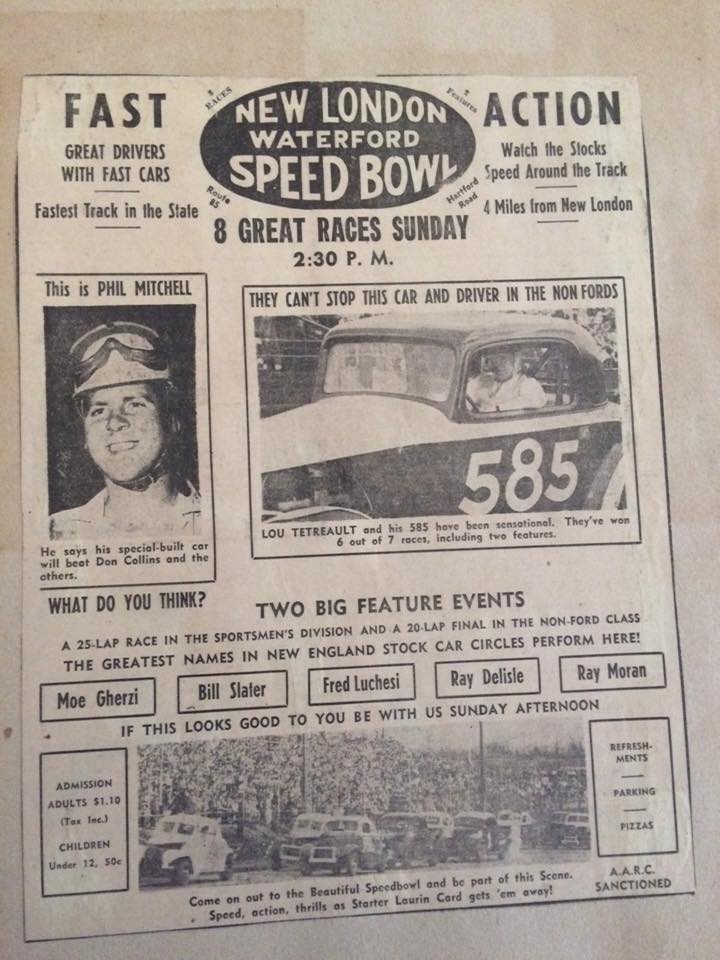 FAST
GREAT DRIVERS
WITH FAST CARS
Fastest Track in the State
8
RACES
2
Features
NEW LONDON
WATERFORD
SPEED BOWL
Route
85
Hartford
Road
ACTION
Watch the Stocks
Speed Around the Track
4 Miles from New London
8 GREAT RACES SUNDAY
2:30 P. M.
This is PHIL MITCHELL
He says his special-built car
will beat Don Collins and the
others.
WHAT DO YOU THINK?
THEY CAN'T STOP THIS CAR AND DRIVER IN THE NON FORDS
585
LOU TETREAULT and his 585 have been sensational. They've won
6 out of 7 races, including two features.
TWO BIG FEATURE EVENTS
A 25-LAP RACE IN THE SPORTSMEN'S DIVISION AND A 20-LAP FINAL IN THE NON-FORD CLASS
THE GREATEST NAMES IN NEW ENGLAND STOCK CAR CIRCLES PERFORM HERE!
Moe Gherzi
Bill Slater
Fred Luchesi
Ray Delisle
Ray Moran
IF THIS LOOKS GOOD TO YOU BE WITH US SUNDAY AFTERNOON
ADMISSION
ADULTS $1.10
(Tax Inc.)
CHILDREN
Under 12, 50c
REFRESH-
MENTS
PARKING
PIZZAS
Come on out to the Beautiful Speedbowl and be part of this Scene.
Speed, action, thrills as Starter Laurin Card gets 'em away!
A.A.R.C.
SANCTIONED